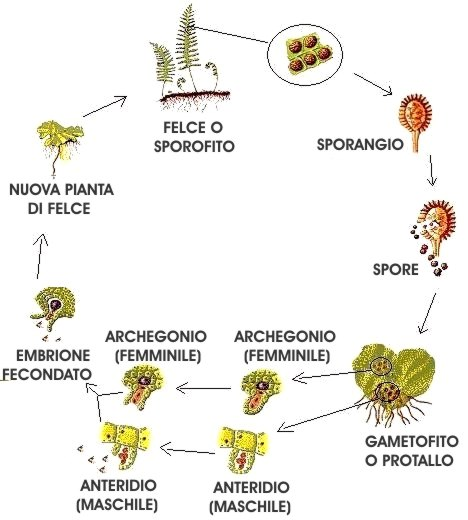 FELCE O
SPOROFITO
SPORANGIO
SPORE
GAMETOFITO
O PROTALLO
ARCHEGONIO
(FEMMINILE)
ARCHEGONIO
(FEMMINILE)
ANTERIDIO
(MASCHILE)
ANTERIDIO
(MASCHILE)
EMBRIONE
FECONDATO
NUOVA PIANTA
DI FELCE